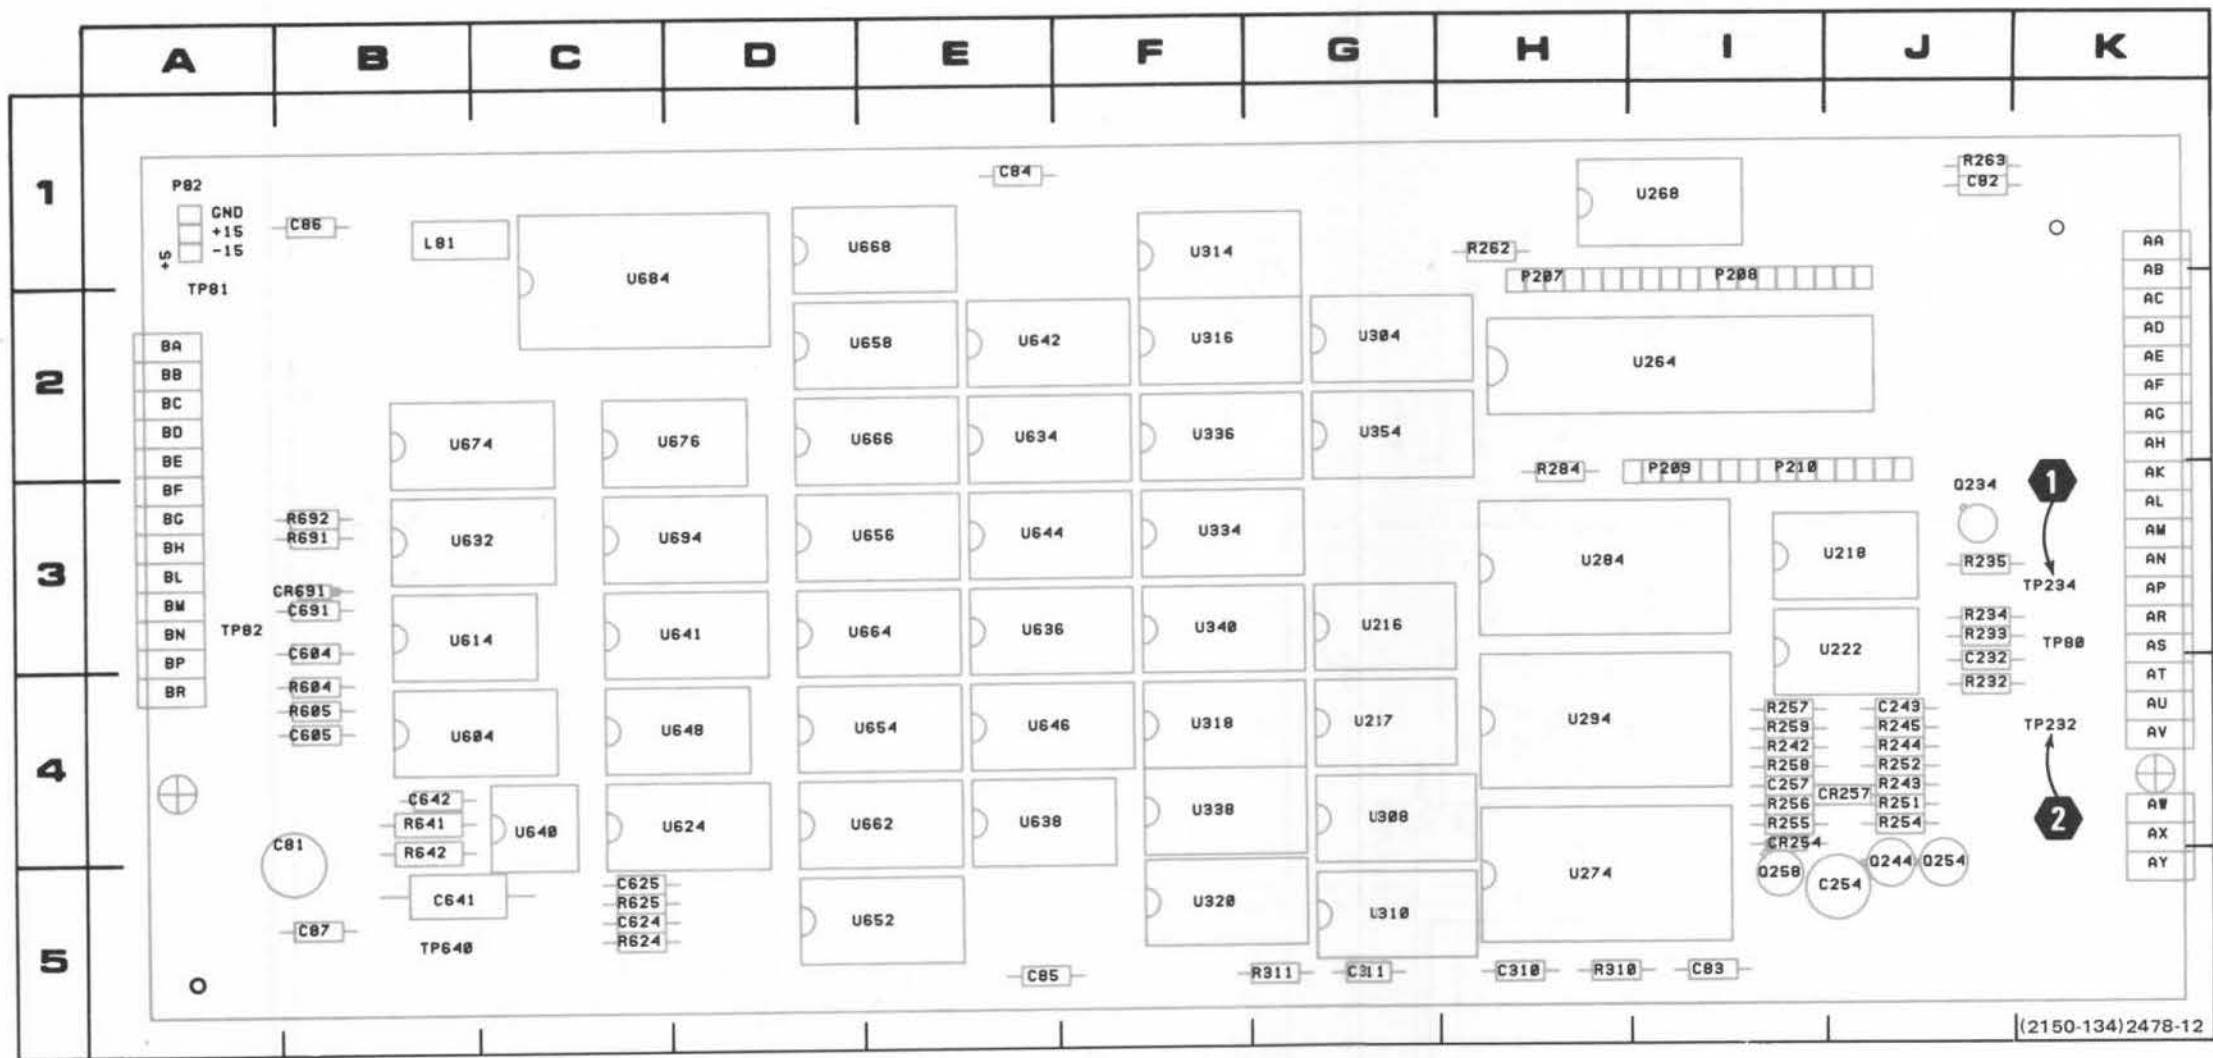 A B C D E F G H I J K
1
2
3
4
5
P82
GND
+15
-15
+5
TP81
C86
L81
U684
U668
C84
U314
U268
R263
C82
R262
P207
P208
U658
U642
U316
U304
U264
U674
U676
U666
U634
U336
U354
R284
P209
P210
Q234
1
R692
R691
U632
U694
U656
U644
U334
U284
U218
R235
TP234
CR691
C691
TP82
C604
U614
U641
U664
U636
U340
U216
U222
R234
R233
C232
R232
TP80
R604
R605
C605
U604
U648
U654
U646
U318
U217
U294
R257
R259
R242
R258
C257
R256
R255
CR254
C243
R245
R244
R252
R243
R251
R254
CR257
TP232
2
C642
R641
R642
C81
U640
U624
U662
U638
U338
U308
U274
Q258
C254
Q244
Q254
C641
C625
R625
C624
R624
C87
TP640
U652
U320
U310
C85
R311
C311
C310
R310
C83
BA
BB
BC
BD
BE
BF
BG
BH
BL
BM
BN
BP
BR
AA
AB
AC
AD
AE
AF
AG
AH
AK
AL
AM
AN
AP
AR
AS
AT
AU
AV
AW
AX
AY
(2150-134)2478-12